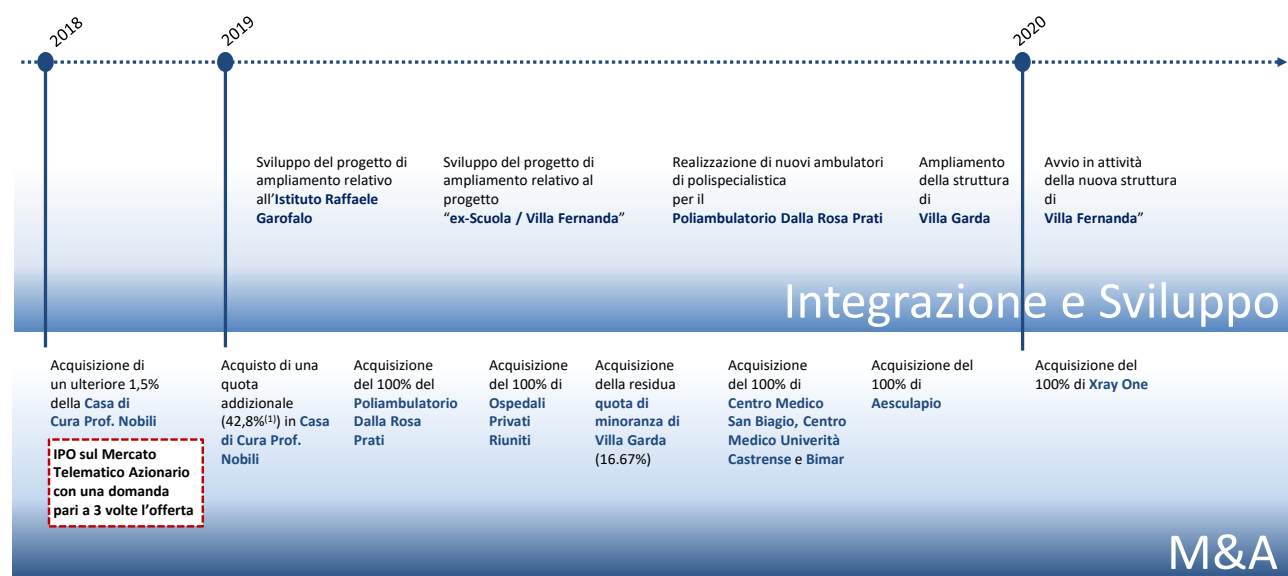 2018
2019
2020
Sviluppo del progetto di
ampliamento relativo
all'Istituto Raffaele
Garofalo
Sviluppo del progetto di
ampliamento relativo al
progetto
“ex-Scuola / Villa Fernanda”
Realizzazione di nuovi ambulatori
di polispecialistica
per il
Poliambulatorio Dalla Rosa Prati
Ampliamento
della struttura
di
Villa Garda
Avvio in attività
della nuova struttura
di
Villa Fernanda”
Integrazione e Sviluppo
Acquisizione di
un ulteriore 1,5%
della Casa di
Cura Prof. Nobili
IPO sul Mercato
Telematico Azionario
con una domanda
pari a 3 volte l’offerta
Acquisto di una
quota
addizionale
(42,8%(1)) in Casa
di Cura Prof.
Nobili
Acquisizione
del 100% del
Poliambulatorio
Dalla Rosa
Prati
Acquisizione
del 100% di
Ospedali
Privati
Riuniti
Acquisizione
della residua
quota di
minoranza di
Villa Garda
(16.67%)
Acquisizione
del 100% di
Centro Medico
San Biagio, Centro
Medico Univerità
Castrense e Bimar
Acquisizione del
100% di
Aesculapio
Acquisizione del
100% di Xray One
M&A